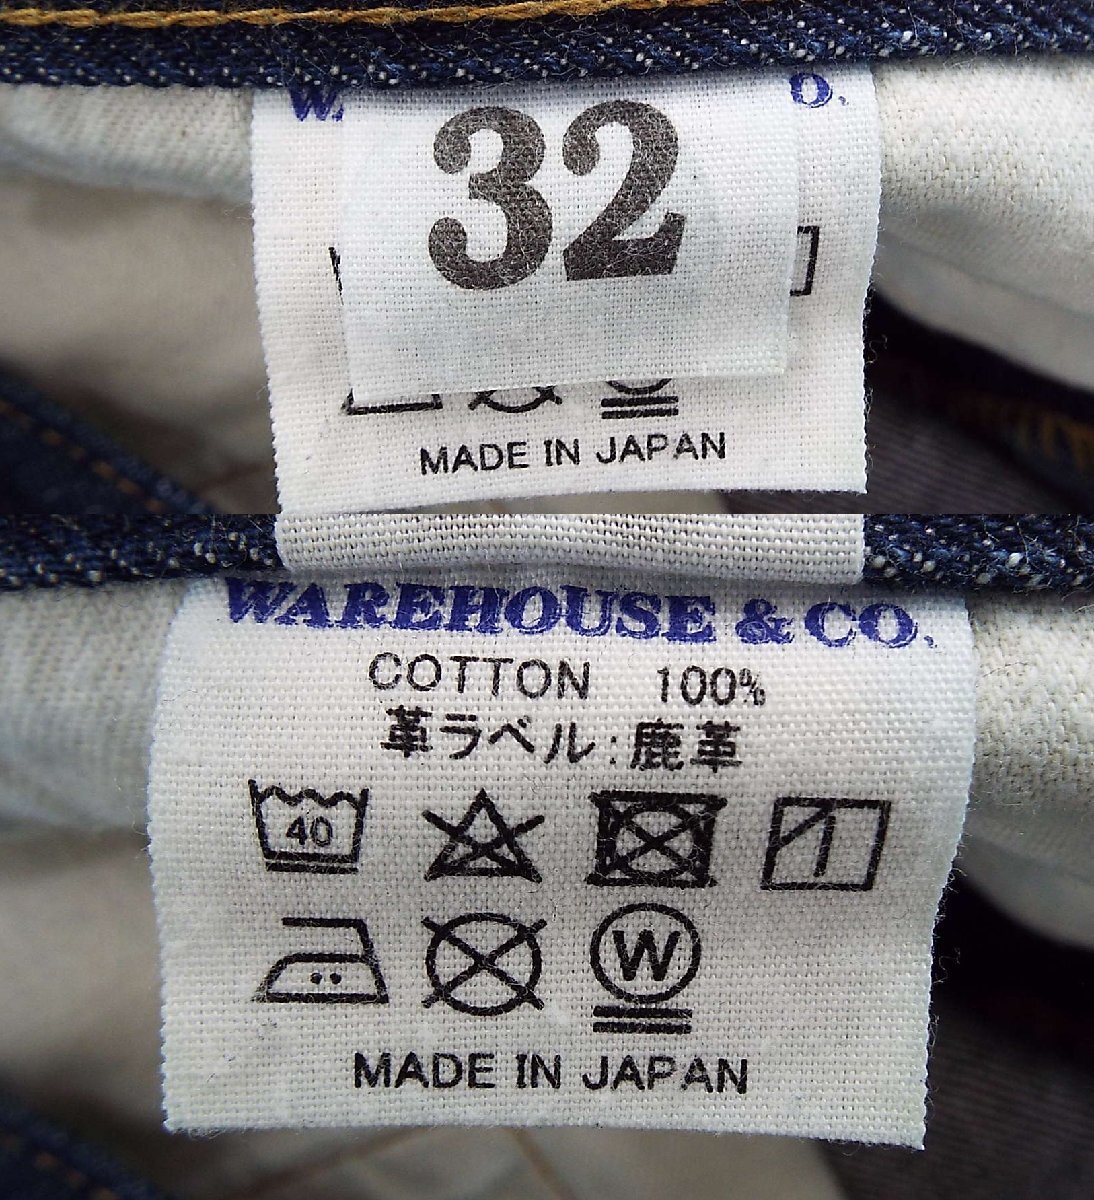 W. O.
32
MADE IN JAPAN
WAREHOUSE & CO.
COTTON 100%
革ラベル:鹿革
40
W
MADE IN JAPAN